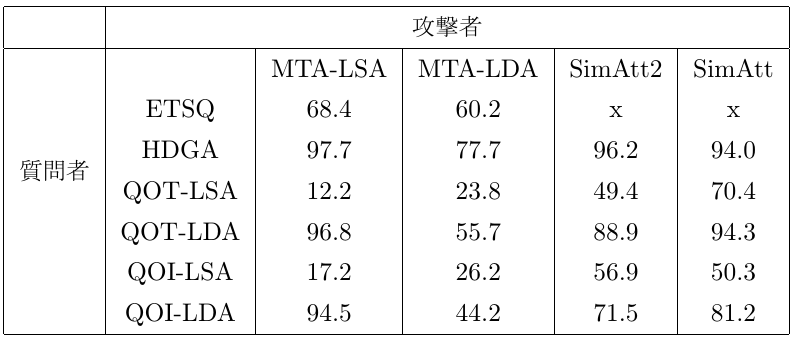 攻撃者
MTA-LSA MTA-LDA SimAtt2 SimAtt
ETSQ 68.4 60.2 x x
HDGA 97.7 77.7 96.2 94.0
質問者
QOT-LSA 12.2 23.8 49.4 70.4
QOT-LDA 96.8 55.7 88.9 94.3
QOI-LSA 17.2 26.2 56.9 50.3
QOI-LDA 94.5 44.2 71.5 81.2